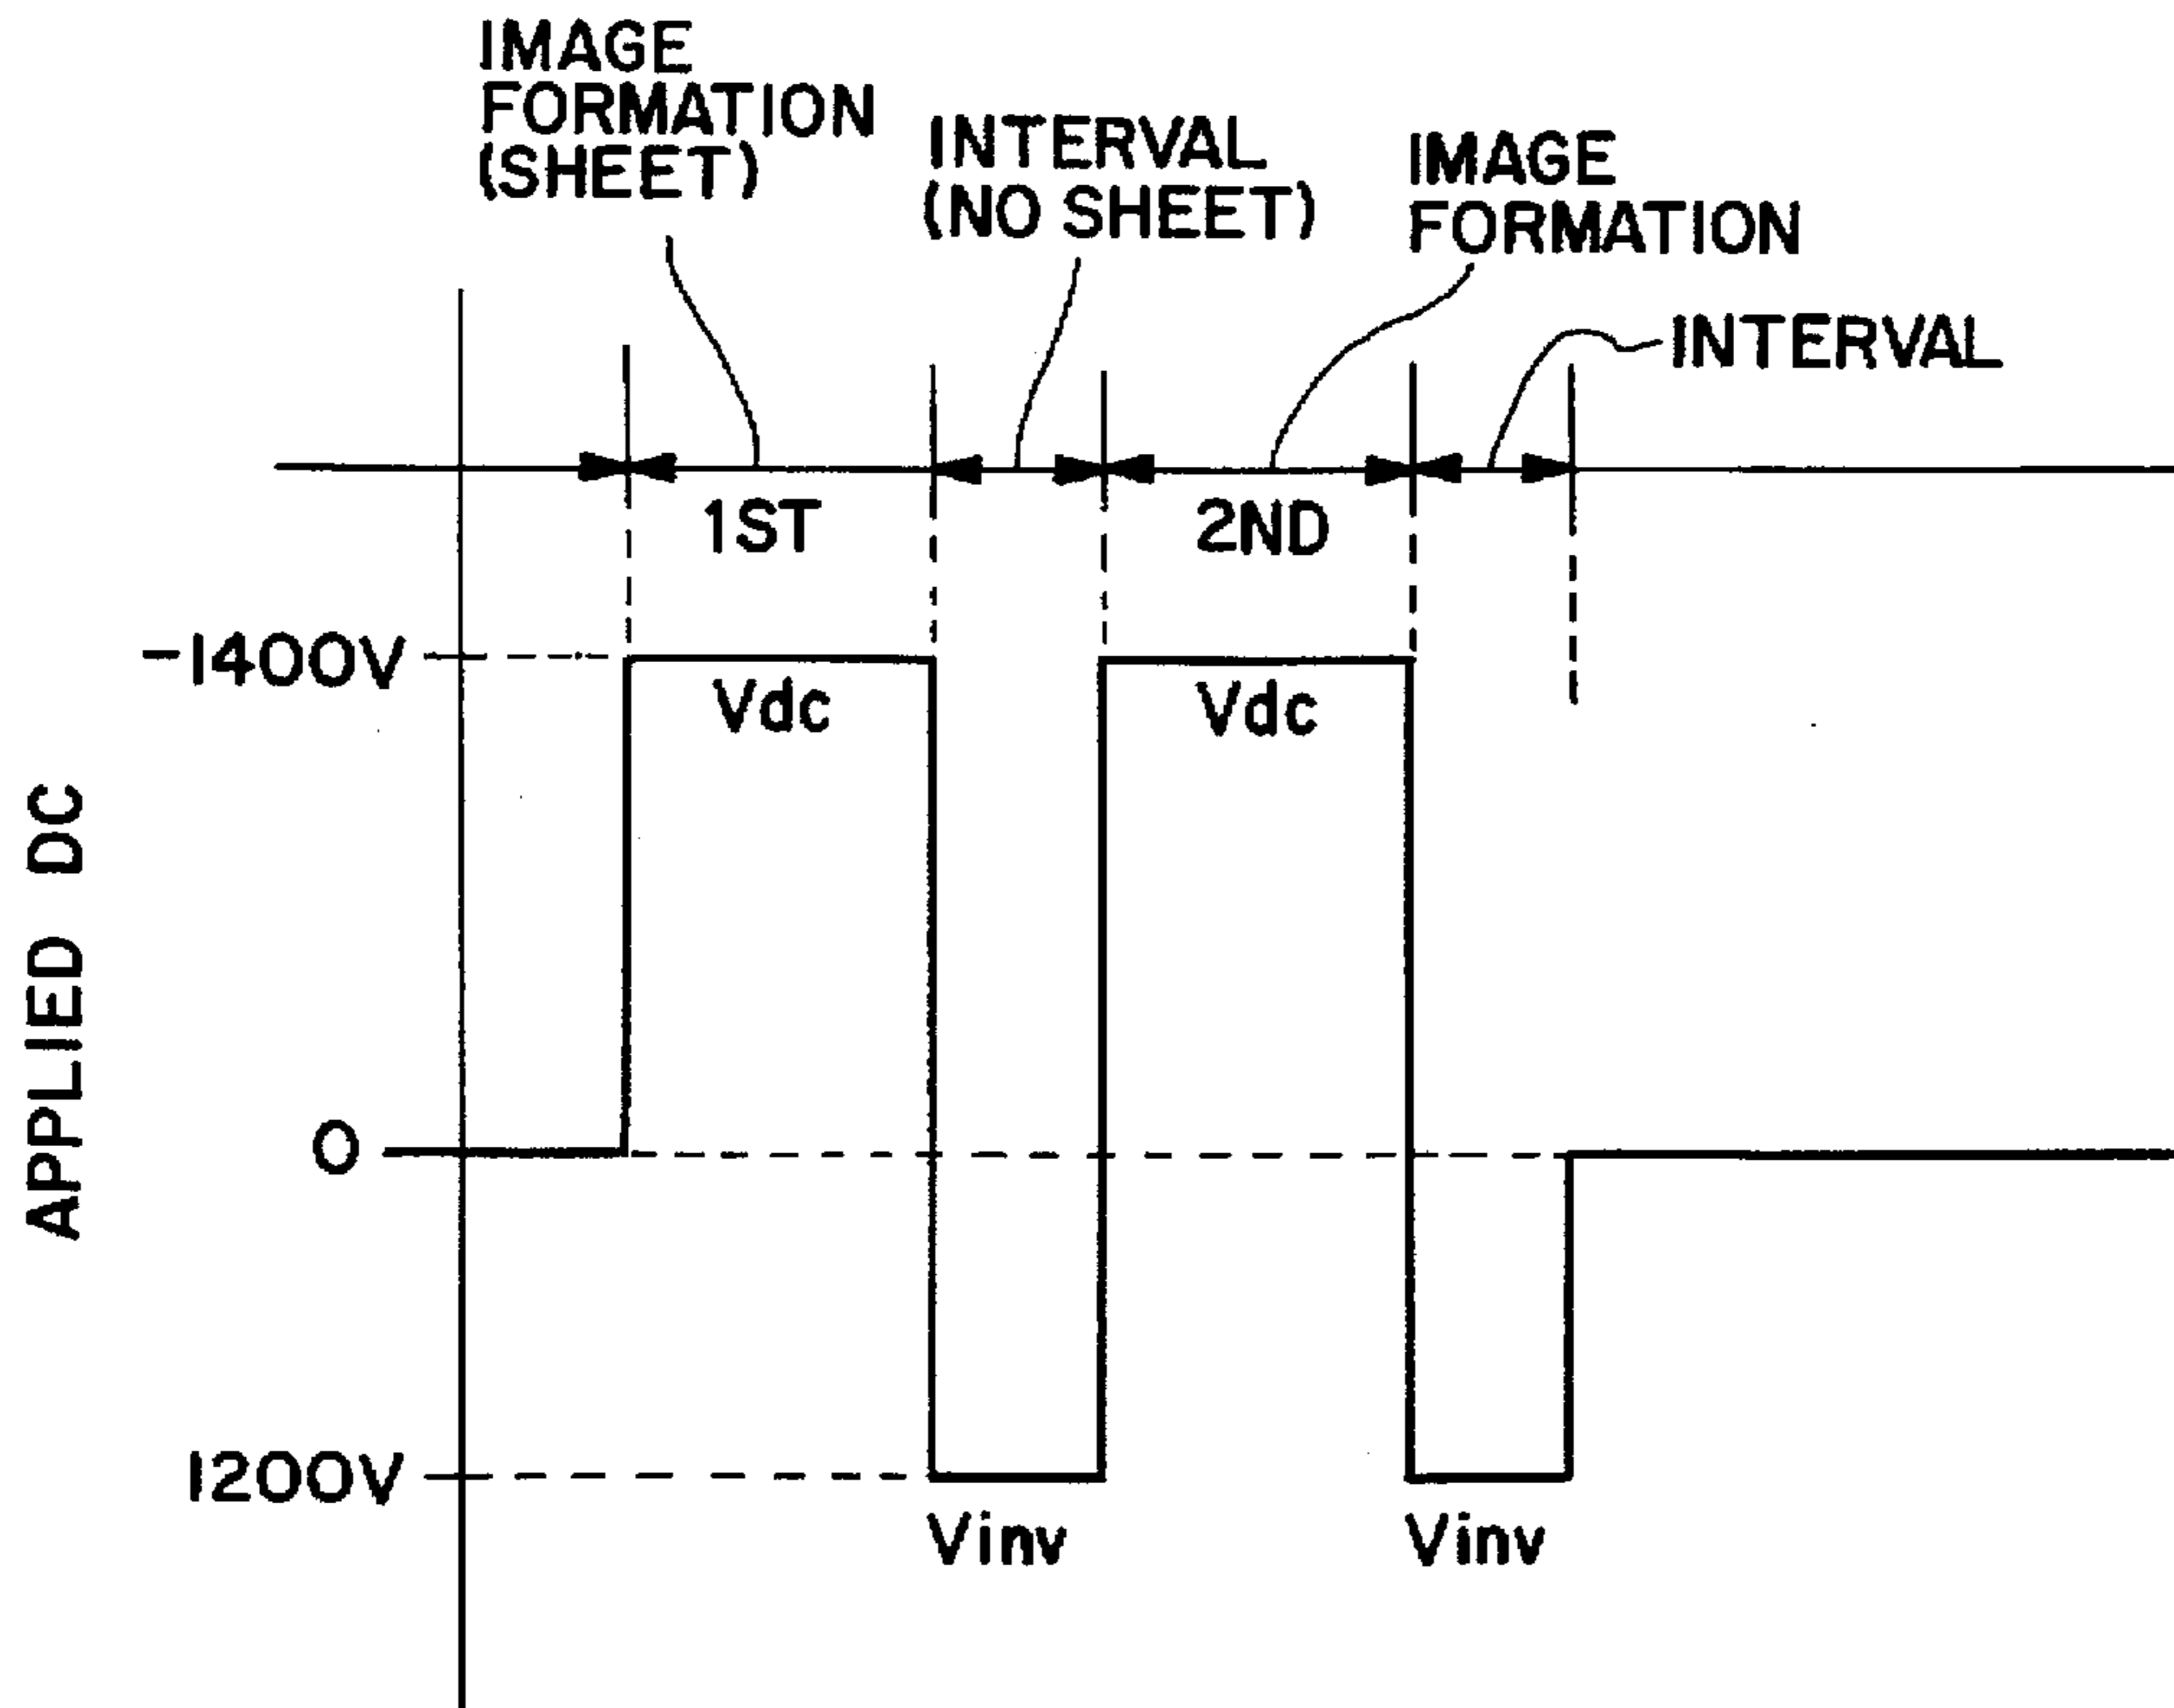 IMAGE
FORMATION
(SHEET)
INTERVAL
(NO SHEET)
IMAGE
FORMATION
INTERVAL
1ST
2ND
-1400V
Vdc
Vdc
APPLIED DC
0
1200V
Vinv
Vinv